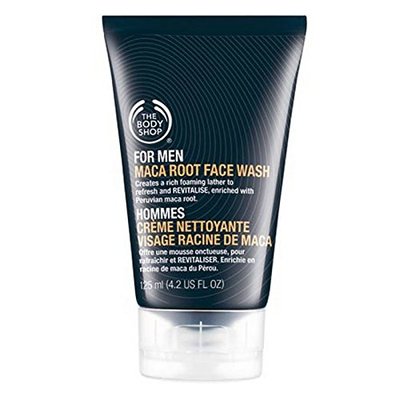 THE
BODY
SHOP
FOR MEN
MACA ROOT FACE WASH
Creates a rich foaming lather to
refresh and REVITALISE, enriched with
Peruvian maca root.
HOMMES
CRÈME NETTOYANTE
VISAGE RACINE DE MACA
Offre une mousse onctueuse, pour
rafraîchir et REVITALISER. Enrichie en
racine de maca du Pérou.
125 ml (4.2 US FL OZ)